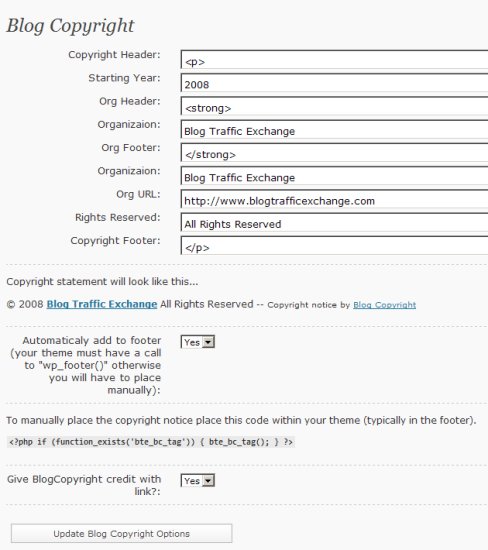 Blog Copyright
Copyright Header: <p>
Starting Year: 2008
Org Header: <strong>
Organizaion: Blog Traffic Exchange
Org Footer: </strong>
Organizaion: Blog Traffic Exchange
Org URL: http://www.blogtrafficexchange.com
Rights Reserved: All Rights Reserved
Copyright Footer: </p>
Copyright statement will look like this...
© 2008 Blog Traffic Exchange All Rights Reserved -- Copyright notice by Blog Copyright
Automaticaly add to footer Yes
(your theme must have a call
to "wp_footer()" otherwise
you will have to place
manually):
To manually place the copyright notice place this code within your theme (typically in the footer).
<?php if (function_exists('bte_bc_tag')) { bte_bc_tag(); } ?>
Give BlogCopyright credit with Yes
link?:
Update Blog Copyright Options